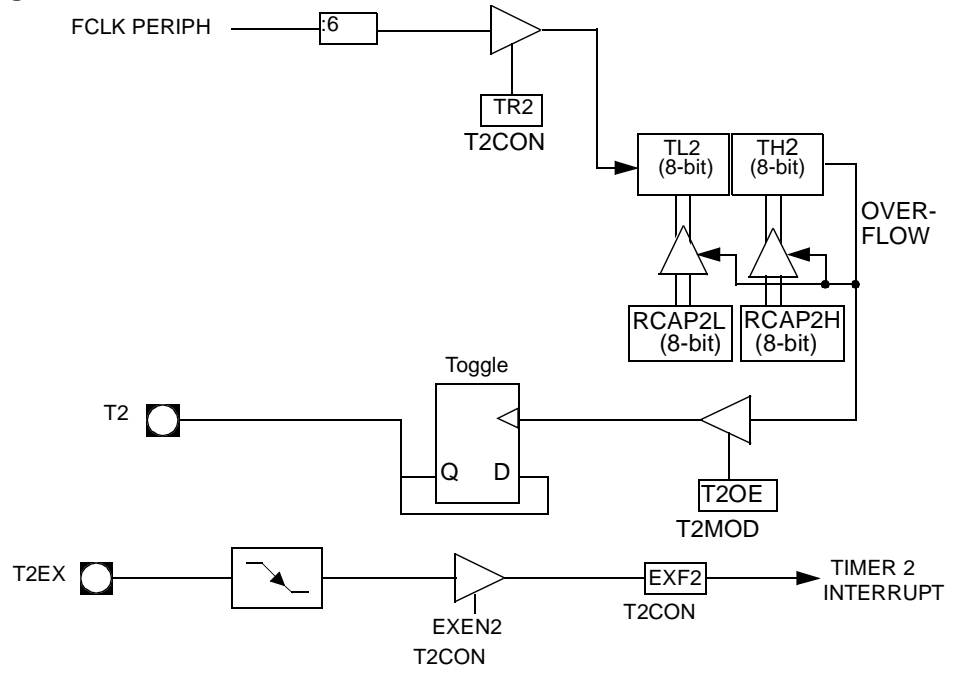 FCLK PERIPH
:6
TR2
T2CON
TL2
(8-bit)
TH2
(8-bit)
OVER-
FLOW
RCAP2L
(8-bit)
RCAP2H
(8-bit)
Toggle
T2
Q
D
T2OE
T2MOD
T2EX
EXEN2
T2CON
EXF2
T2CON
TIMER 2
INTERRUPT